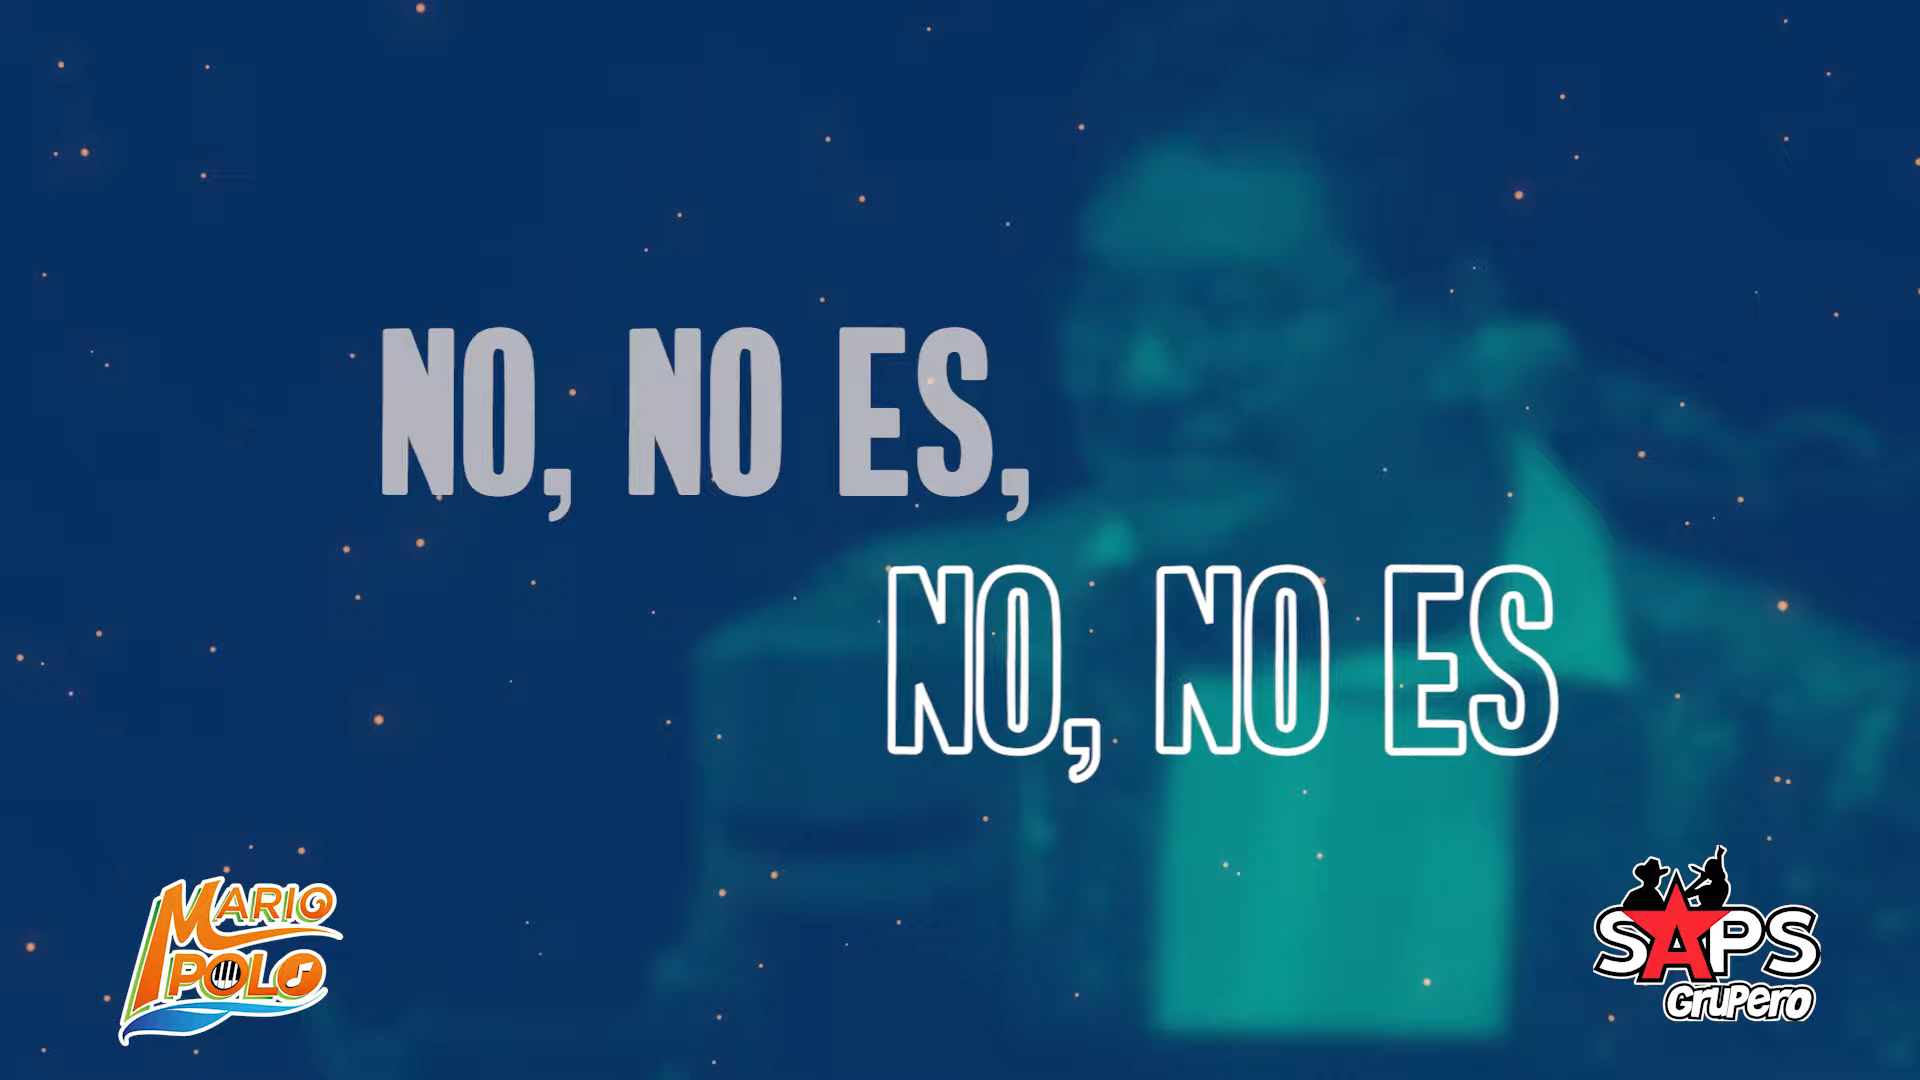 NO, NO ES,
NO, NO ES
MARIO
POLO
SAPS
GRUPERO